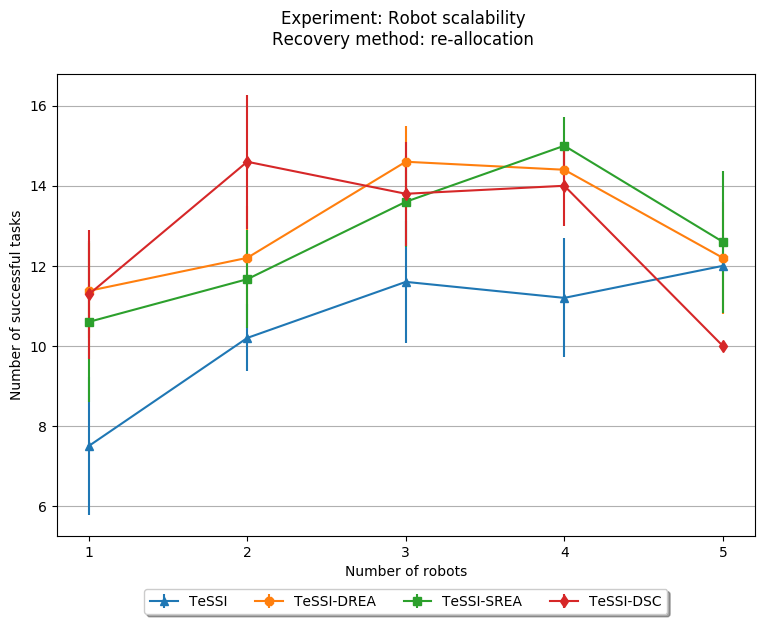 Experiment: Robot scalability
Recovery method: re-allocation
Number of successful tasks
16
14
12
10
8
6
1 2 3 4 5
Number of robots
TeSSI TeSSI-DREA TeSSI-SREA TeSSI-DSC